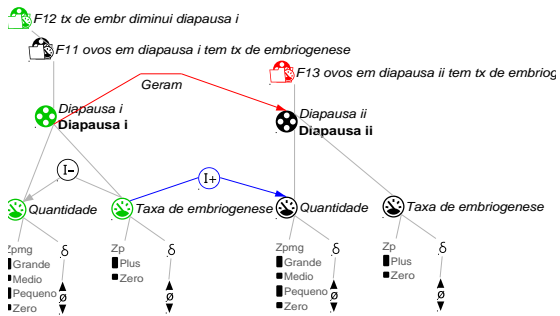 F12 tx de embr diminui diapausa i
F11 ovos em diapausa i tem tx de embriogenese
F13 ovos em diapausa ii tem tx de embriog
Geram
Diapausa i
Diapausa i
Diapausa ii
Diapausa ii
I-
I+
Quantidade
Taxa de embriogenese
Quantidade
Taxa de embriogenese
Zpmg
δ
Grande
Medio
Pequeno
Zero
ø
Zp
δ
Plus
Zero
ø
Zpmg
δ
Grande
Medio
Pequeno
Zero
ø
Zp
δ
Plus
Zero
ø